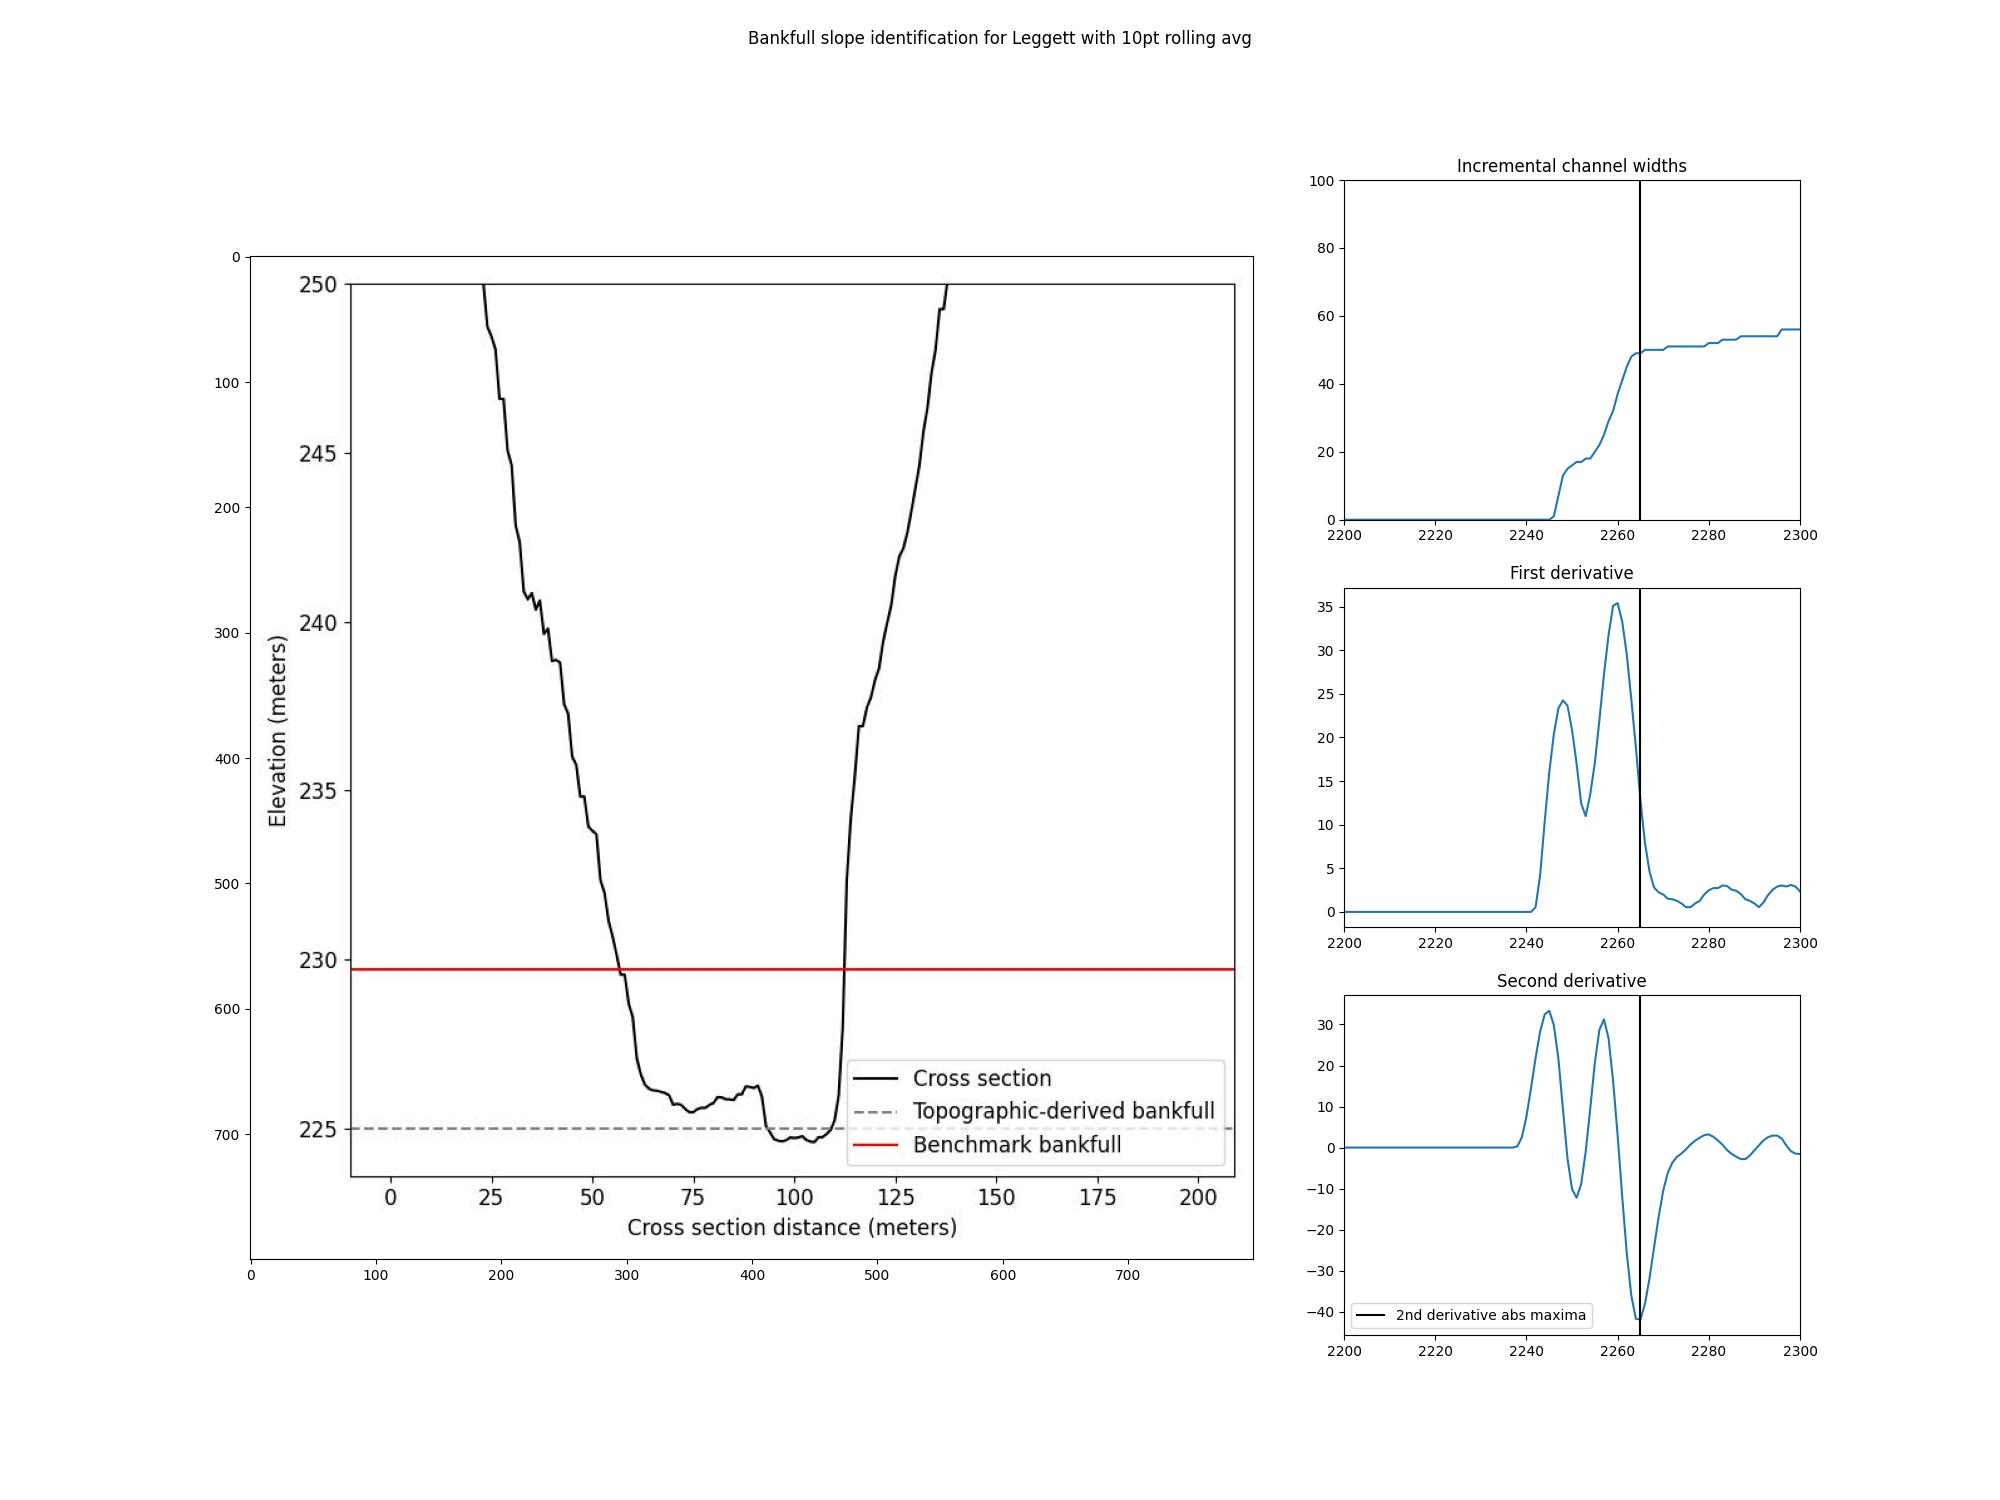 Bankfull slope identification for Leggett with 10pt rolling avg
0
100
200
300
400
500
600
700
250
245
240
235
230
225
Elevation (meters)
Cross section
Topographic-derived bankfull
Benchmark bankfull
0 25 50 75 100 125 150 175 200
Cross section distance (meters)
0 100 200 300 400 500 600 700
Incremental channel widths
100
80
60
40
20
0
2200 2220 2240 2260 2280 2300
First derivative
35
30
25
20
15
10
5
0
2200 2220 2240 2260 2280 2300
Second derivative
30
20
10
0
−10
−20
−30
−40
2nd derivative abs maxima
2200 2220 2240 2260 2280 2300